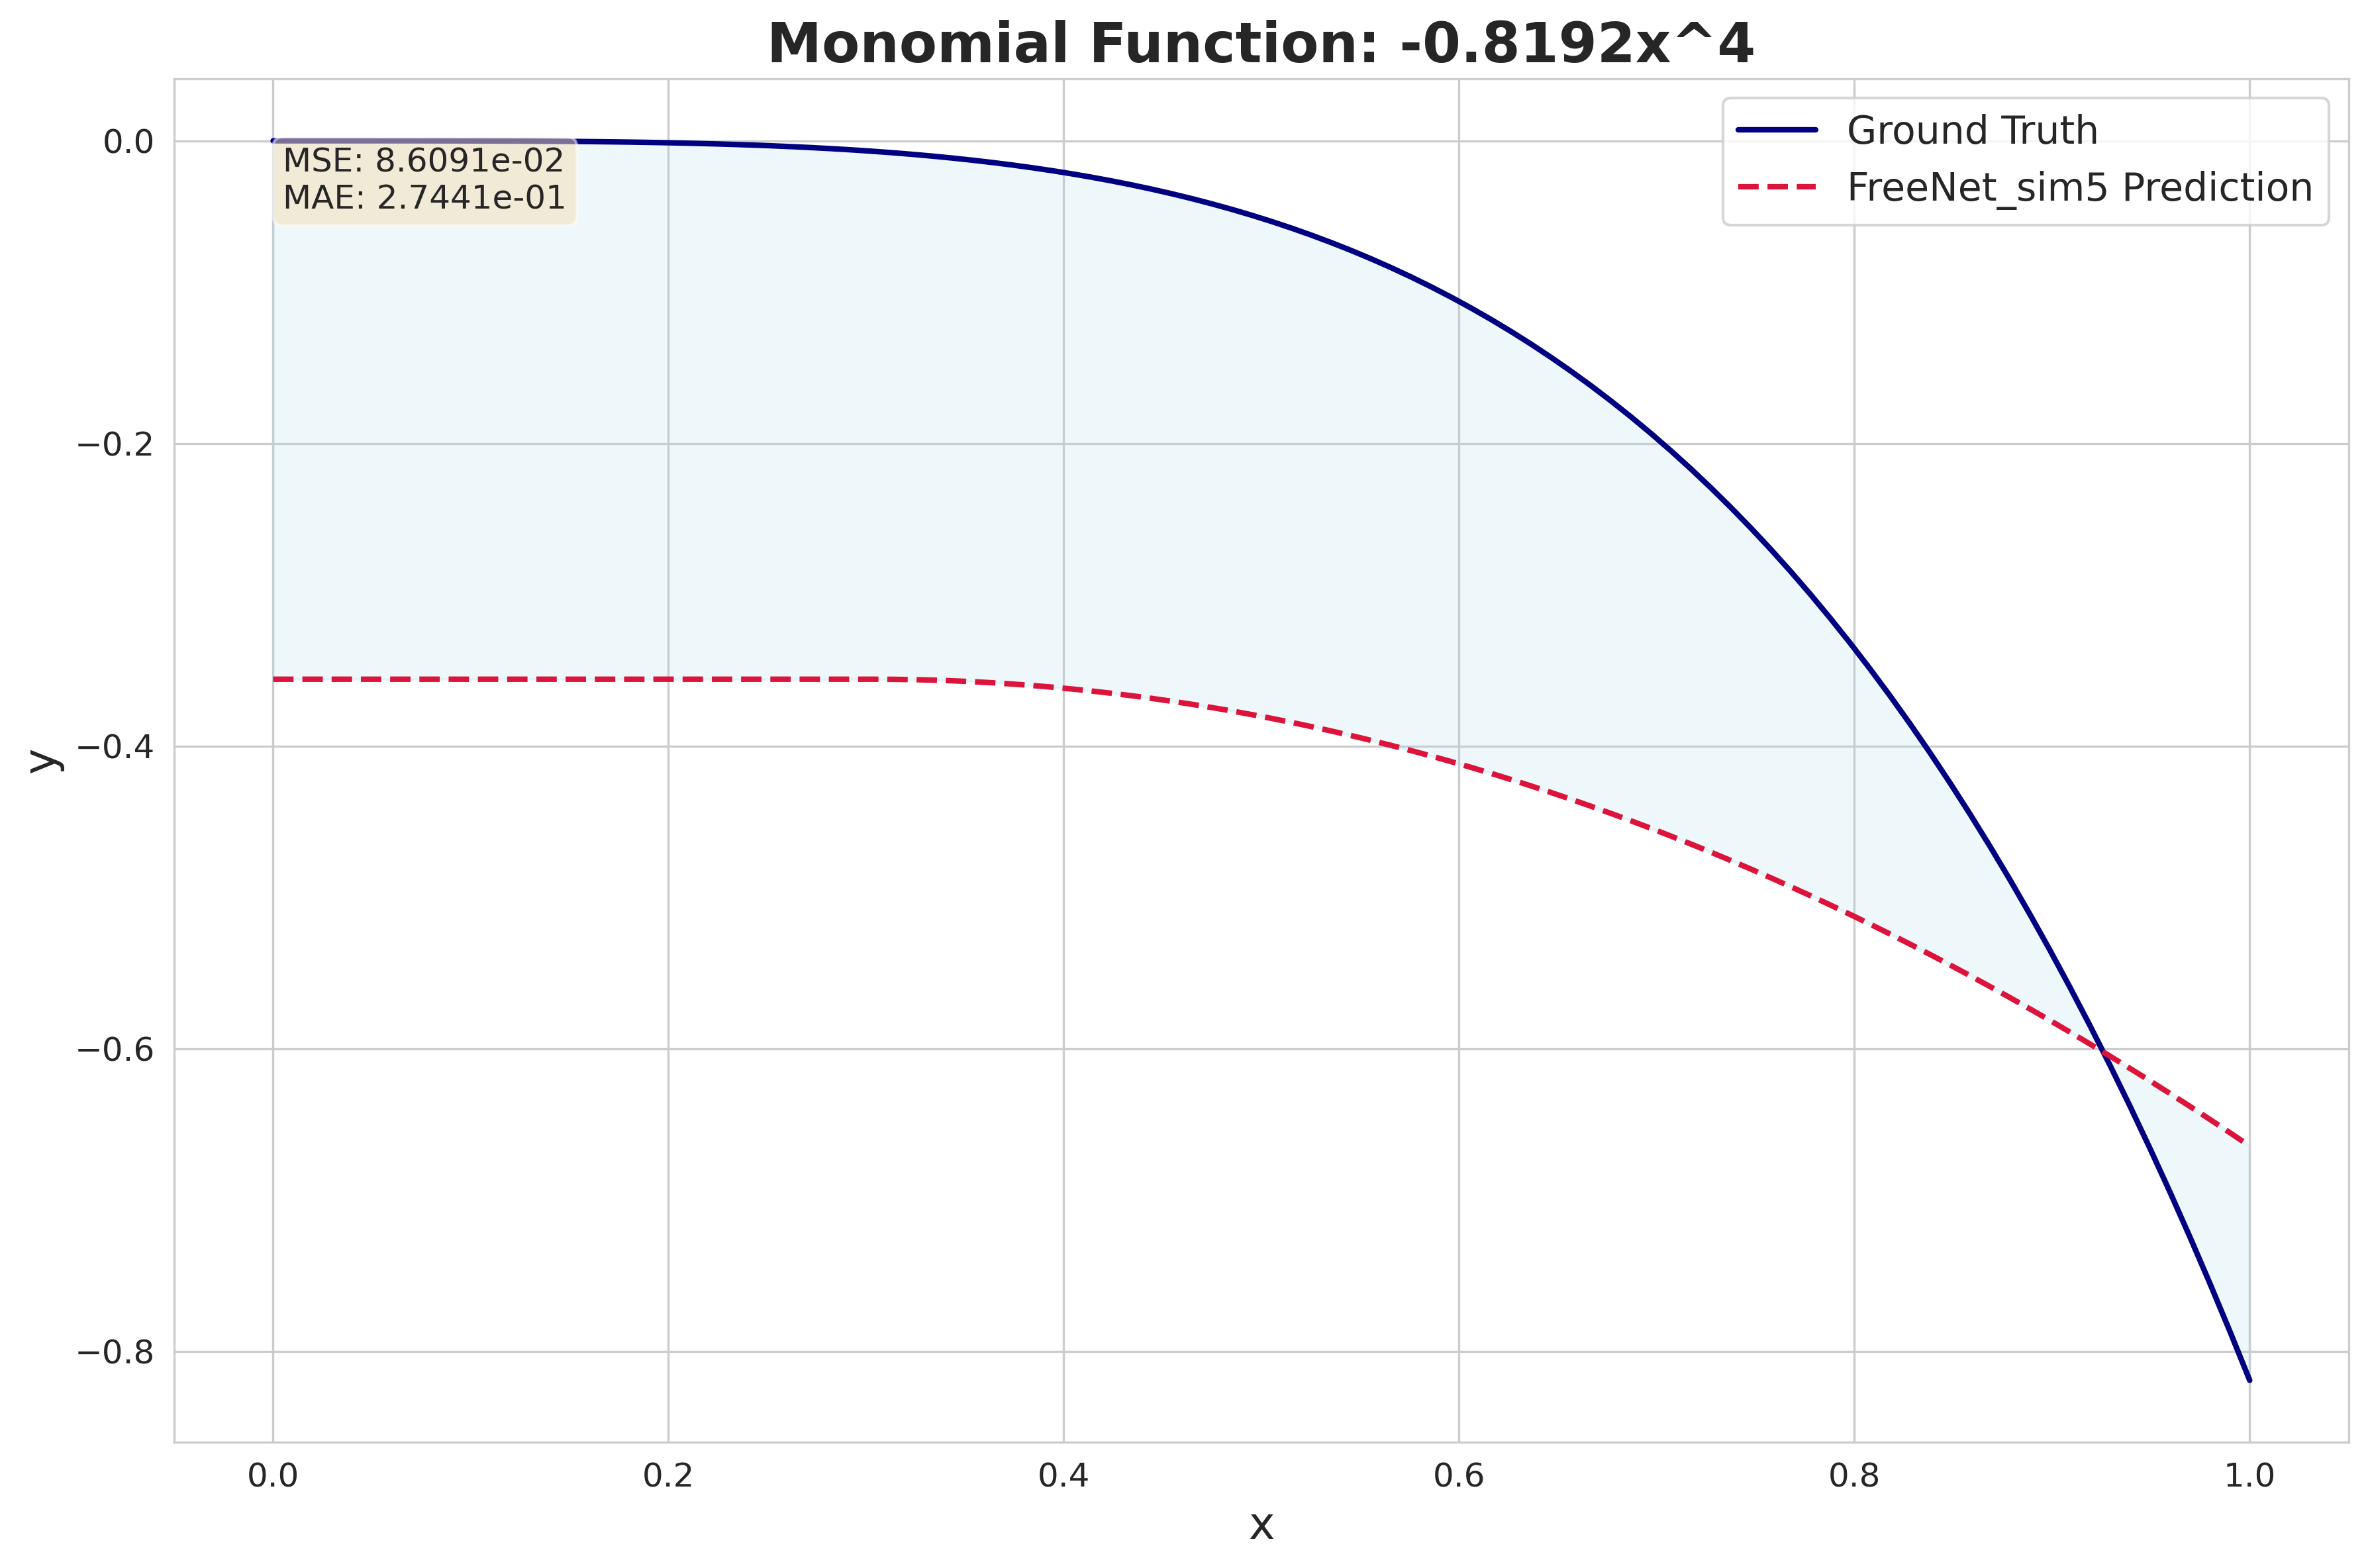 Monomial Function: -0.8192x^4
Ground Truth
FreeNet_sim5 Prediction
MSE: 8.6091e-02
MAE: 2.7441e-01
0.0
−0.2
−0.4
−0.6
−0.8
y
0.0 0.2 0.4 0.6 0.8 1.0
x